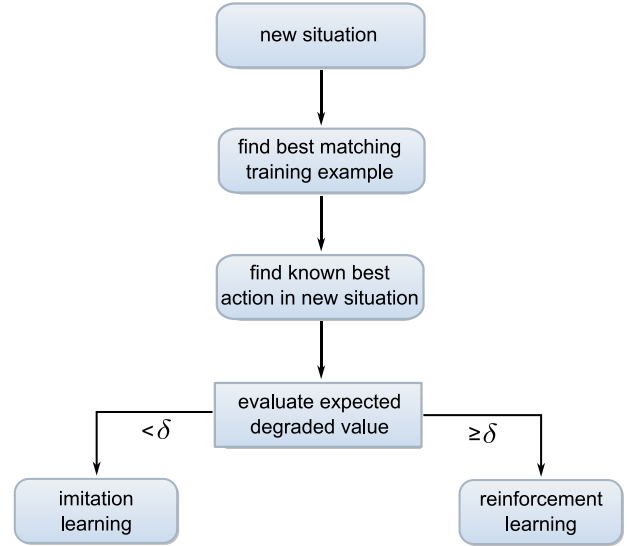 new situation
find best matching
training example
find known best
action in new situation
evaluate expected
degraded value
<δ
≥δ
imitation
learning
reinforcement
learning